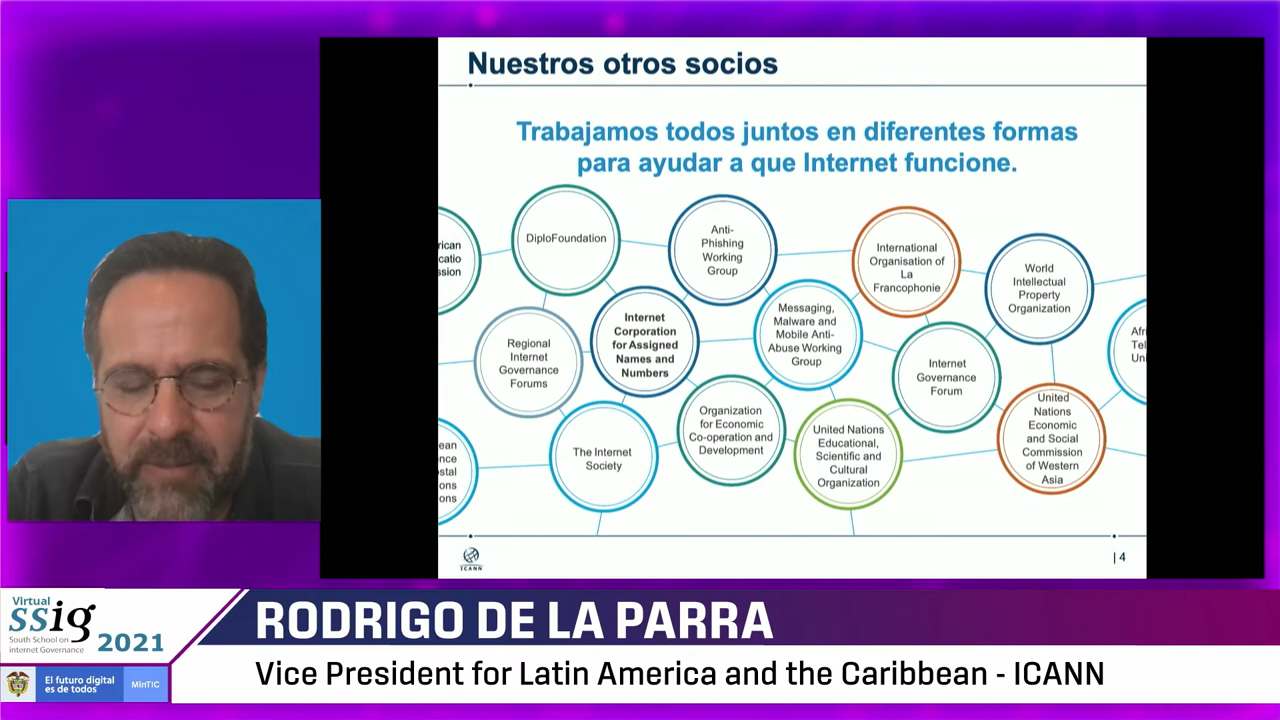 Nuestros otros socios
Trabajamos todos juntos en diferentes formas
para ayudar a que Internet funcione.
DiploFoundation
Anti-
Phishing
Working
Group
International
Organisation of
La
Francophonie
World
Intellectual
Property
Organization
Regional
Internet
Governance
Forums
Internet
Corporation
for Assigned
Names and
Numbers
Messaging,
Malware and
Mobile Anti-
Abuse Working
Group
Internet
Governance
Forum
The Internet
Society
Organization
for Economic
Co-operation and
Development
United Nations
Educational,
Scientific and
Cultural
Organization
United
Nations
Economic
and Social
Commission
of Western
Asia
ICANN
| 4
Virtual
ssig
South School on
internet Governance
2021
El futuro digital
es de todos
MinTIC
RODRIGO DE LA PARRA
Vice President for Latin America and the Caribbean - ICANN